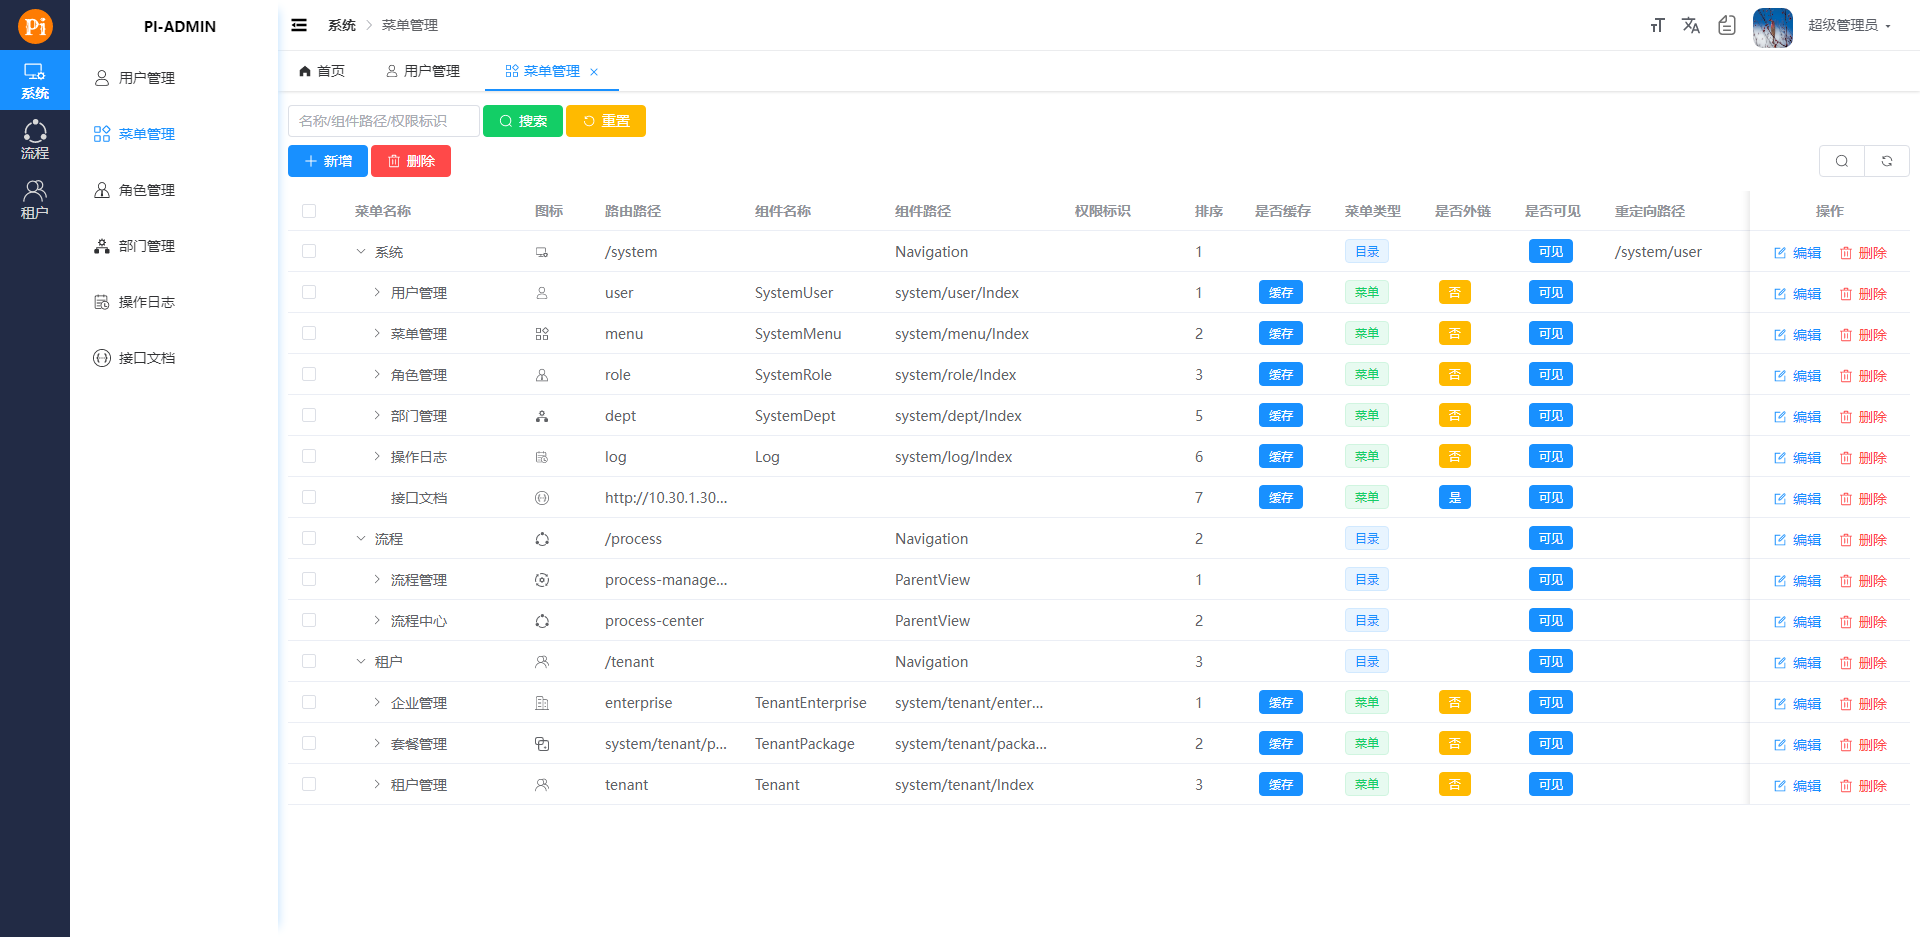 Pi
系统
流程
租户
PI-ADMIN
用户管理
菜单管理
角色管理
部门管理
操作日志
接口文档
系统 菜单管理
超级管理员
首页 用户管理 菜单管理
名称/组件路径/权限标识 搜索 重置
新增 删除
菜单名称 图标 路由路径 组件名称 组件路径 权限标识 排序 是否缓存 菜单类型 是否外链 是否可见 重定向路径 操作
系统 /system Navigation 1 目录 可见 /system/user 编辑 删除
用户管理 user SystemUser system/user/Index 1 缓存 菜单 否 可见 编辑 删除
菜单管理 menu SystemMenu system/menu/Index 2 缓存 菜单 否 可见 编辑 删除
角色管理 role SystemRole system/role/Index 3 缓存 菜单 否 可见 编辑 删除
部门管理 dept SystemDept system/dept/Index 5 缓存 菜单 否 可见 编辑 删除
操作日志 log Log system/log/Index 6 缓存 菜单 否 可见 编辑 删除
接口文档 http://10.30.1.30... 7 缓存 菜单 是 可见 编辑 删除
流程 /process Navigation 2 目录 可见 编辑 删除
流程管理 process-manage... ParentView 1 目录 可见 编辑 删除
流程中心 process-center ParentView 2 目录 可见 编辑 删除
租户 /tenant Navigation 3 目录 可见 编辑 删除
企业管理 enterprise TenantEnterprise system/tenant/enter... 1 缓存 菜单 否 可见 编辑 删除
套餐管理 system/tenant/p... TenantPackage system/tenant/packa... 2 缓存 菜单 否 可见 编辑 删除
租户管理 tenant Tenant system/tenant/Index 3 缓存 菜单 否 可见 编辑 删除